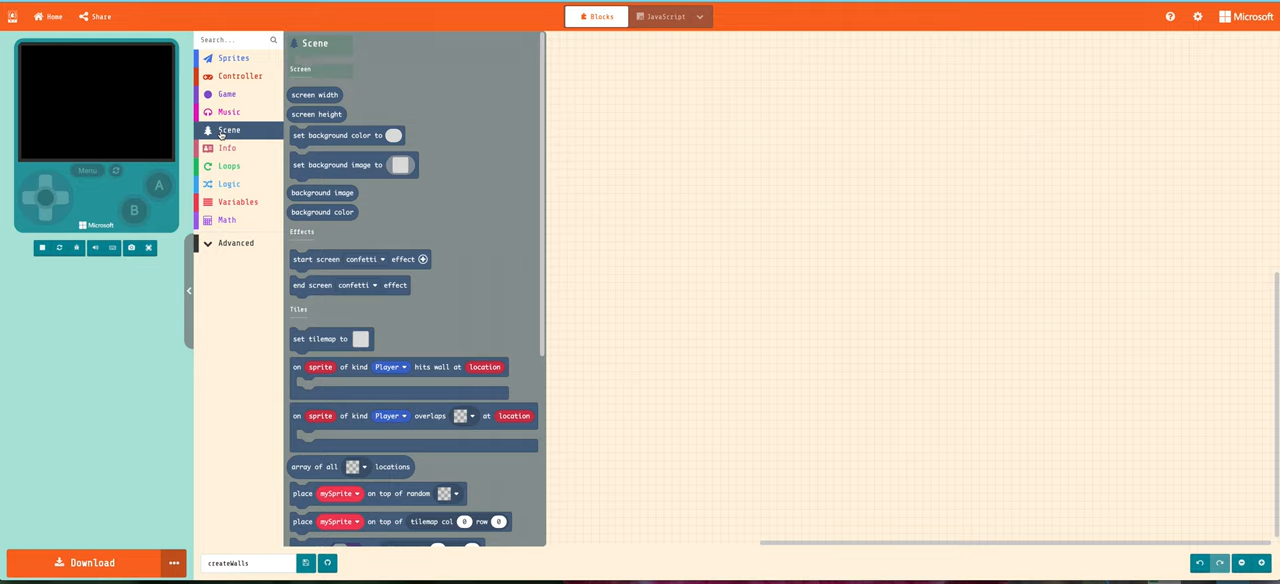 Home
Share
Blocks
JavaScript
Microsoft
Search...
Sprites
Controller
Game
Music
Scene
Info
Loops
Logic
Variables
Math
Advanced
Menu
A
B
Microsoft
Scene
Screen
screen width
screen height
set background color to
set background image to
background image
background color
Effects
start screen confetti effect
end screen confetti effect
Tiles
set tilemap to
on sprite of kind Player hits wall at location
on sprite of kind Player overlaps at location
array of all locations
place mySprite on top of random
place mySprite on top of tilemap col 0 row 0
Download
createWalls